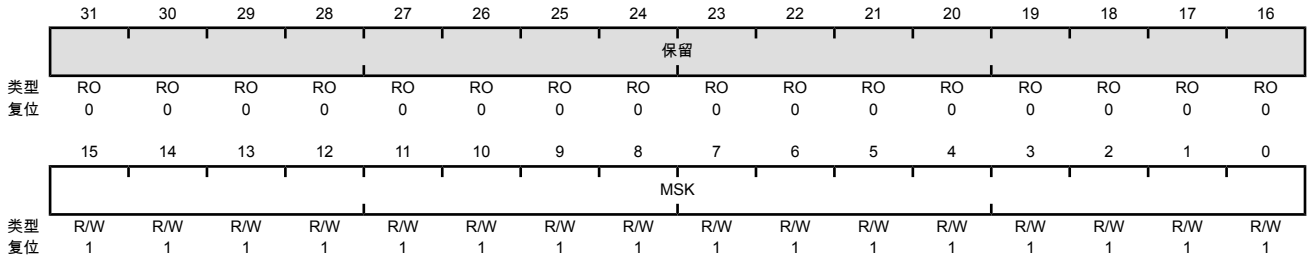 31 30 29 28 27 26 25 24 23 22 21 20 19 18 17 16
保留
类型 RO RO RO RO RO RO RO RO RO RO RO RO RO RO RO RO
复位 0 0 0 0 0 0 0 0 0 0 0 0 0 0 0 0
15 14 13 12 11 10 9 8 7 6 5 4 3 2 1 0
MSK
类型 R/W R/W R/W R/W R/W R/W R/W R/W R/W R/W R/W R/W R/W R/W R/W R/W
复位 1 1 1 1 1 1 1 1 1 1 1 1 1 1 1 1